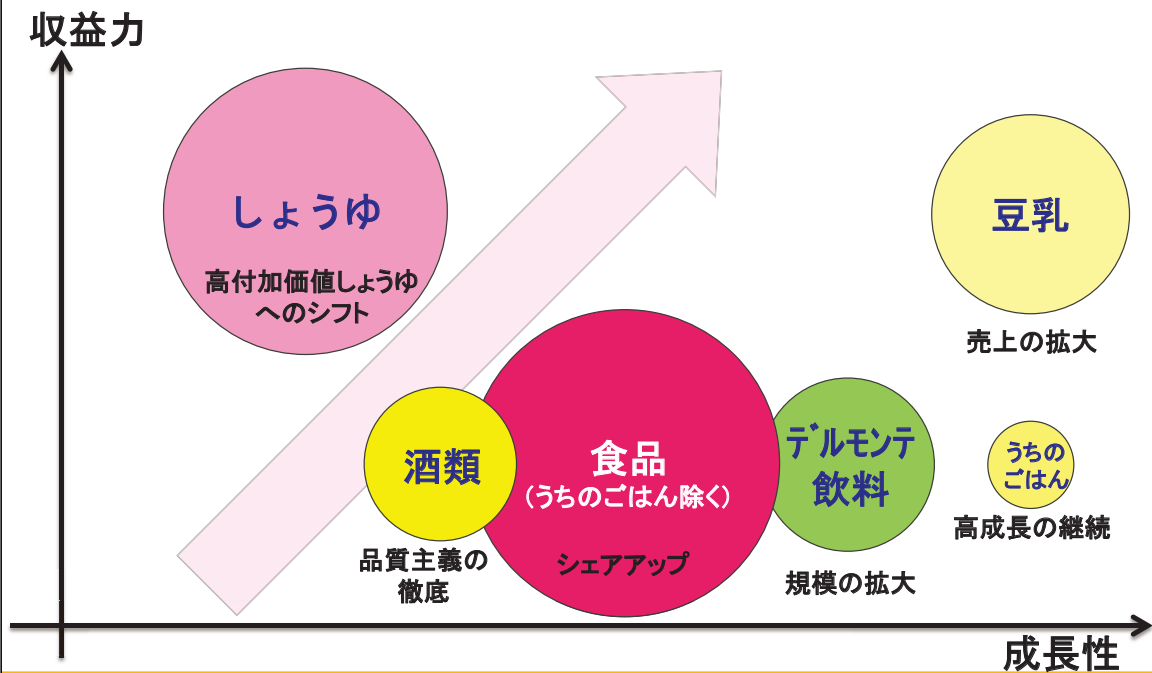 収益力
しょうゆ
高付加価値しょうゆ
へのシフト
豆乳
売上の拡大
酒類
品質主義の
徹底
食品
(うちのごはん除く)
シェアアップ
デルモンテ
飲料
規模の拡大
うちの
ごはん
高成長の継続
成長性